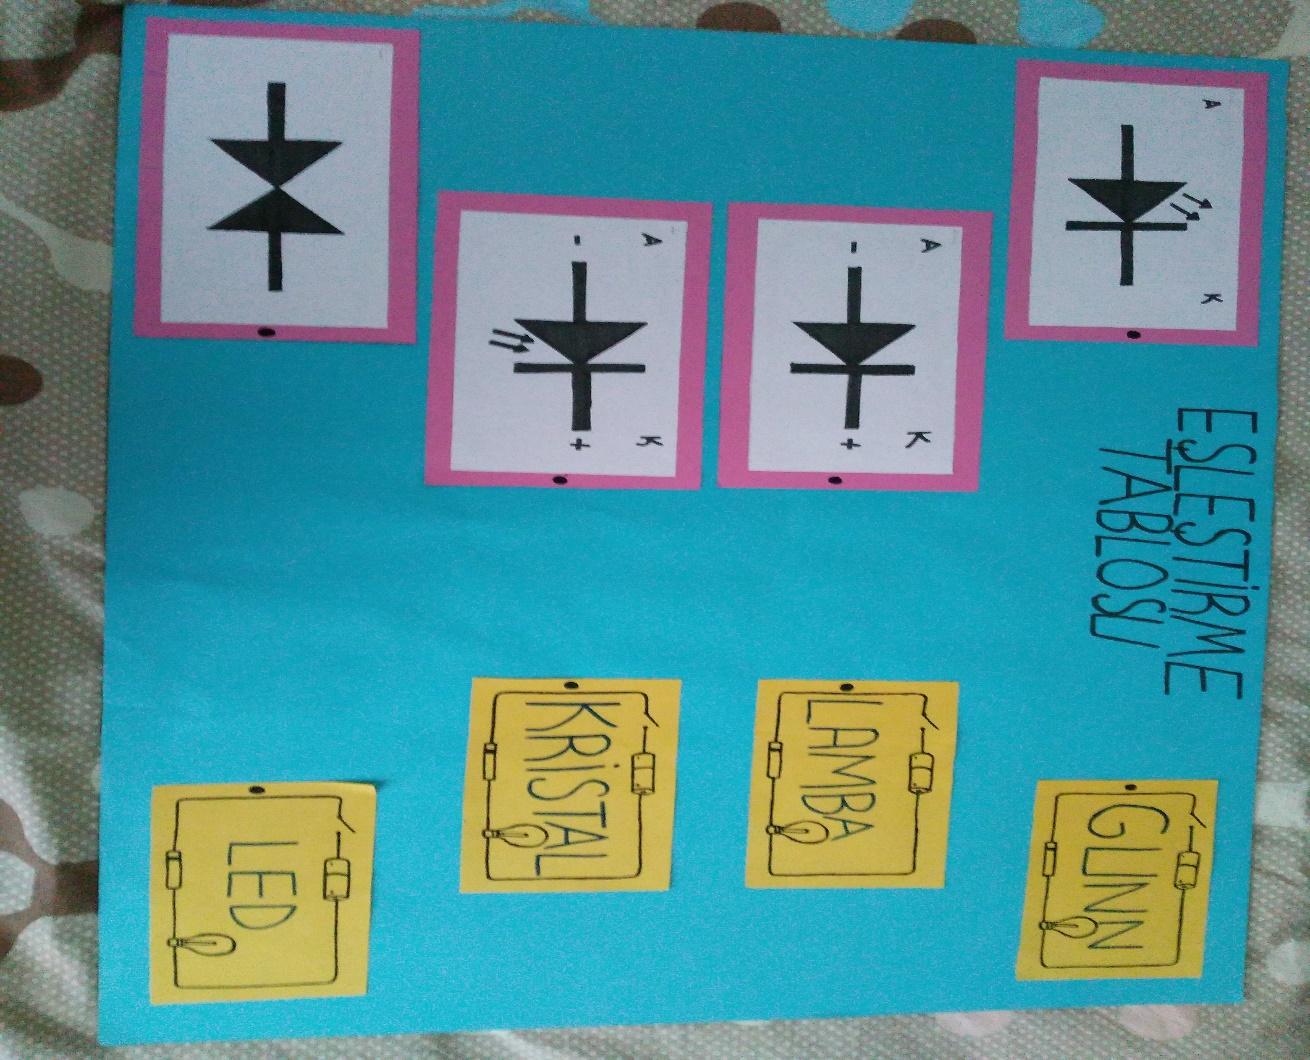 EŞLEŞTİRME
TABLOSU
A K
GUNN
A K
- +
LAMBA
A K
- +
KRİSTAL
LED